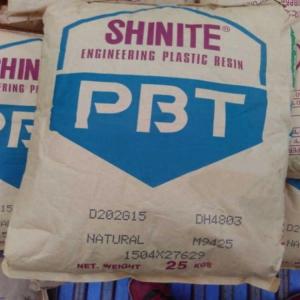 SHINITE®
ENGINEERING PLASTIC RESIN
PBT
D202G15 DH4803
NATURAL M9425
1504X27629
NET. WEIGHT 25 KGS